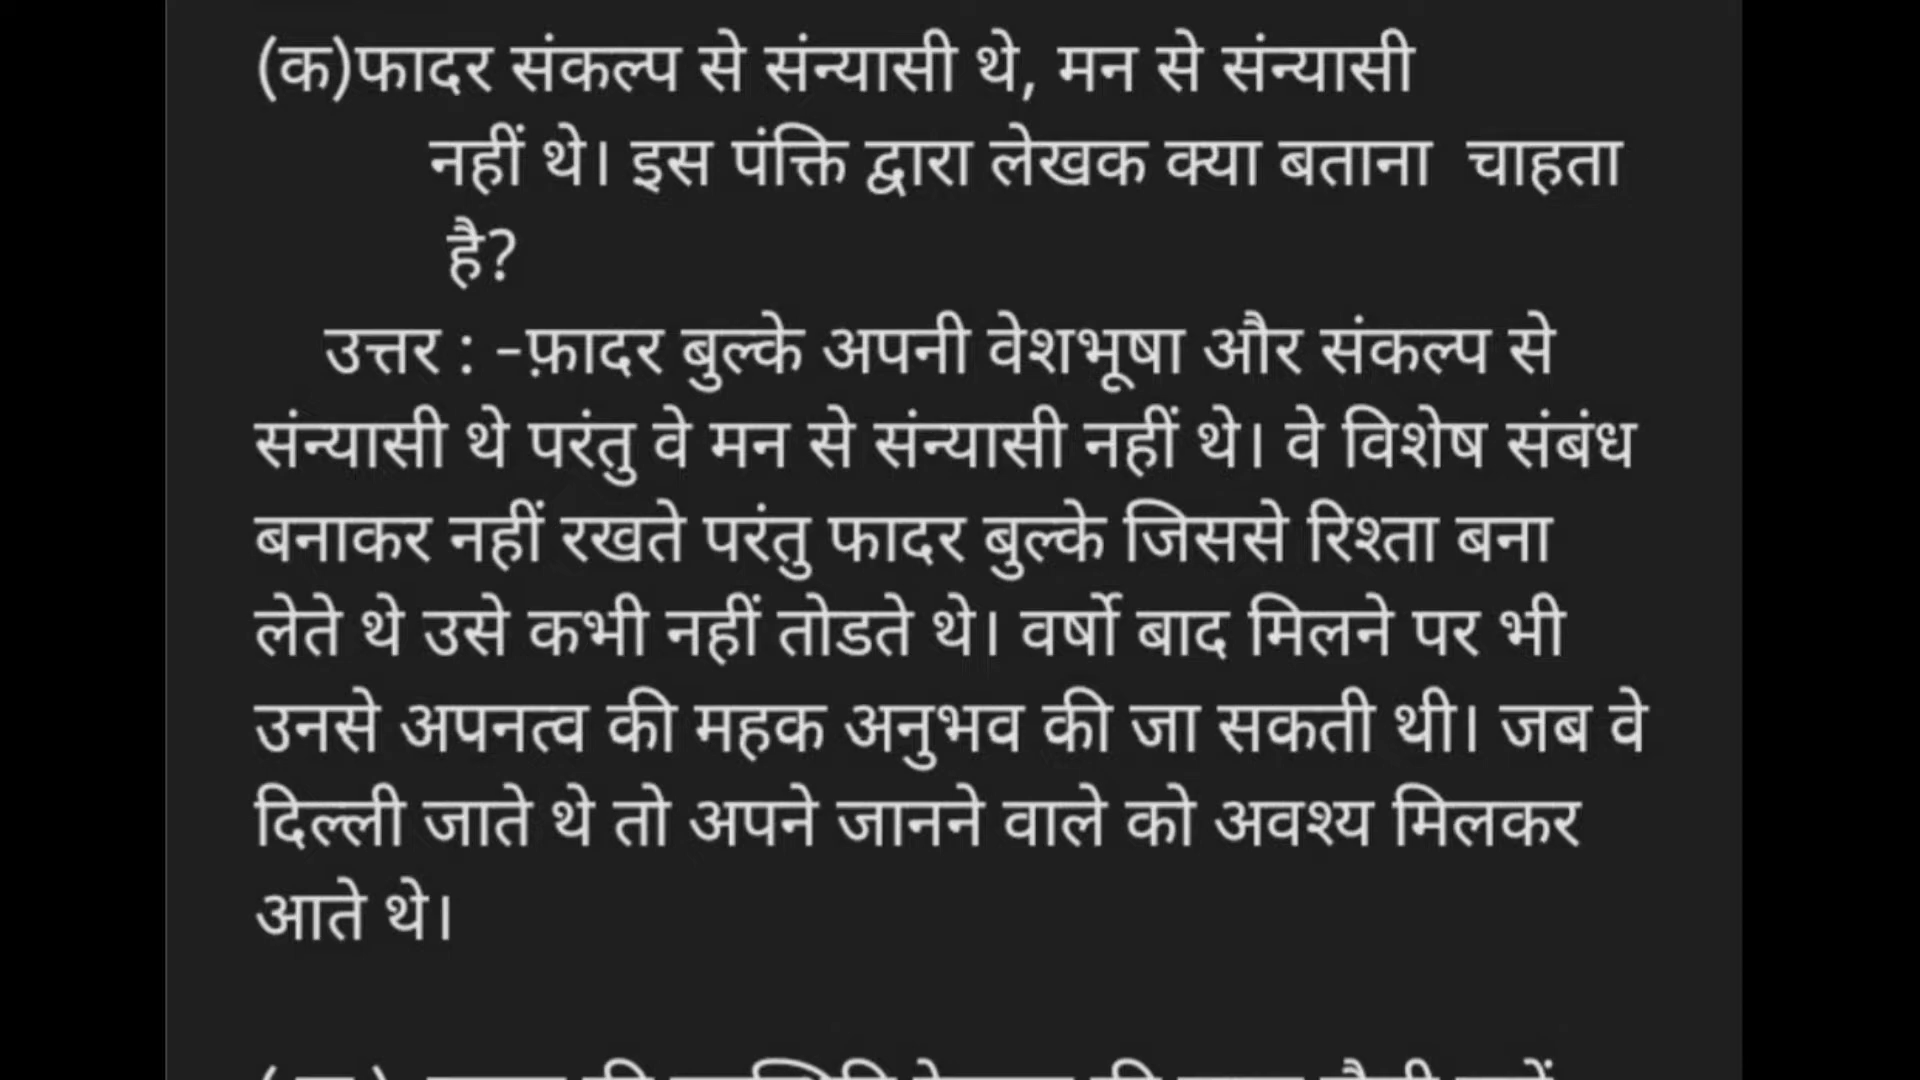 (क)फादर संकल्प से संन्यासी थे, मन से संन्यासी
नहीं थे। इस पंक्ति द्वारा लेखक क्या बताना चाहता
है?
उत्तर : -फ़ादर बुल्के अपनी वेशभूषा और संकल्प से
संन्यासी थे परंतु वे मन से संन्यासी नहीं थे। वे विशेष संबंध
बनाकर नहीं रखते परंतु फादर बुल्के जिससे रिश्ता बना
लेते थे उसे कभी नहीं तोडते थे। वर्षो बाद मिलने पर भी
उनसे अपनत्व की महक अनुभव की जा सकती थी। जब वे
दिल्ली जाते थे तो अपने जानने वाले को अवश्य मिलकर
आते थे।